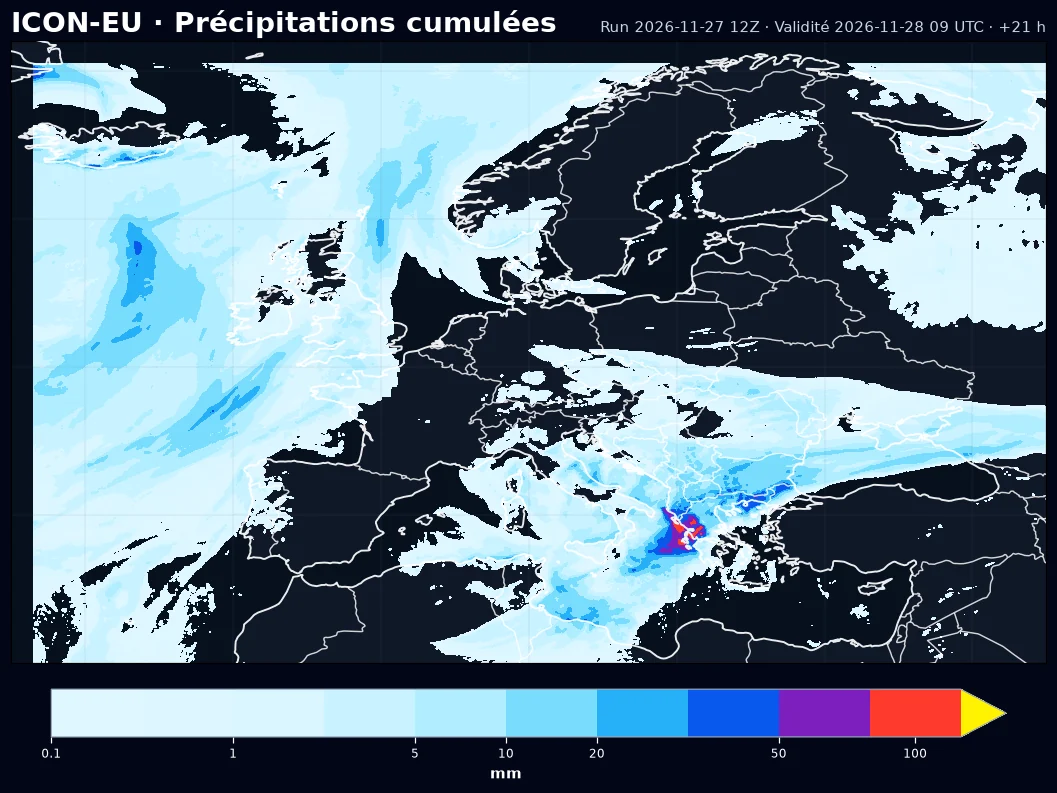 ICON-EU · Précipitations cumulées
Run 2026-11-27 12Z · Validité 2026-11-28 09 UTC · +21 h
0.1 1 5 10 20 50 100
mm